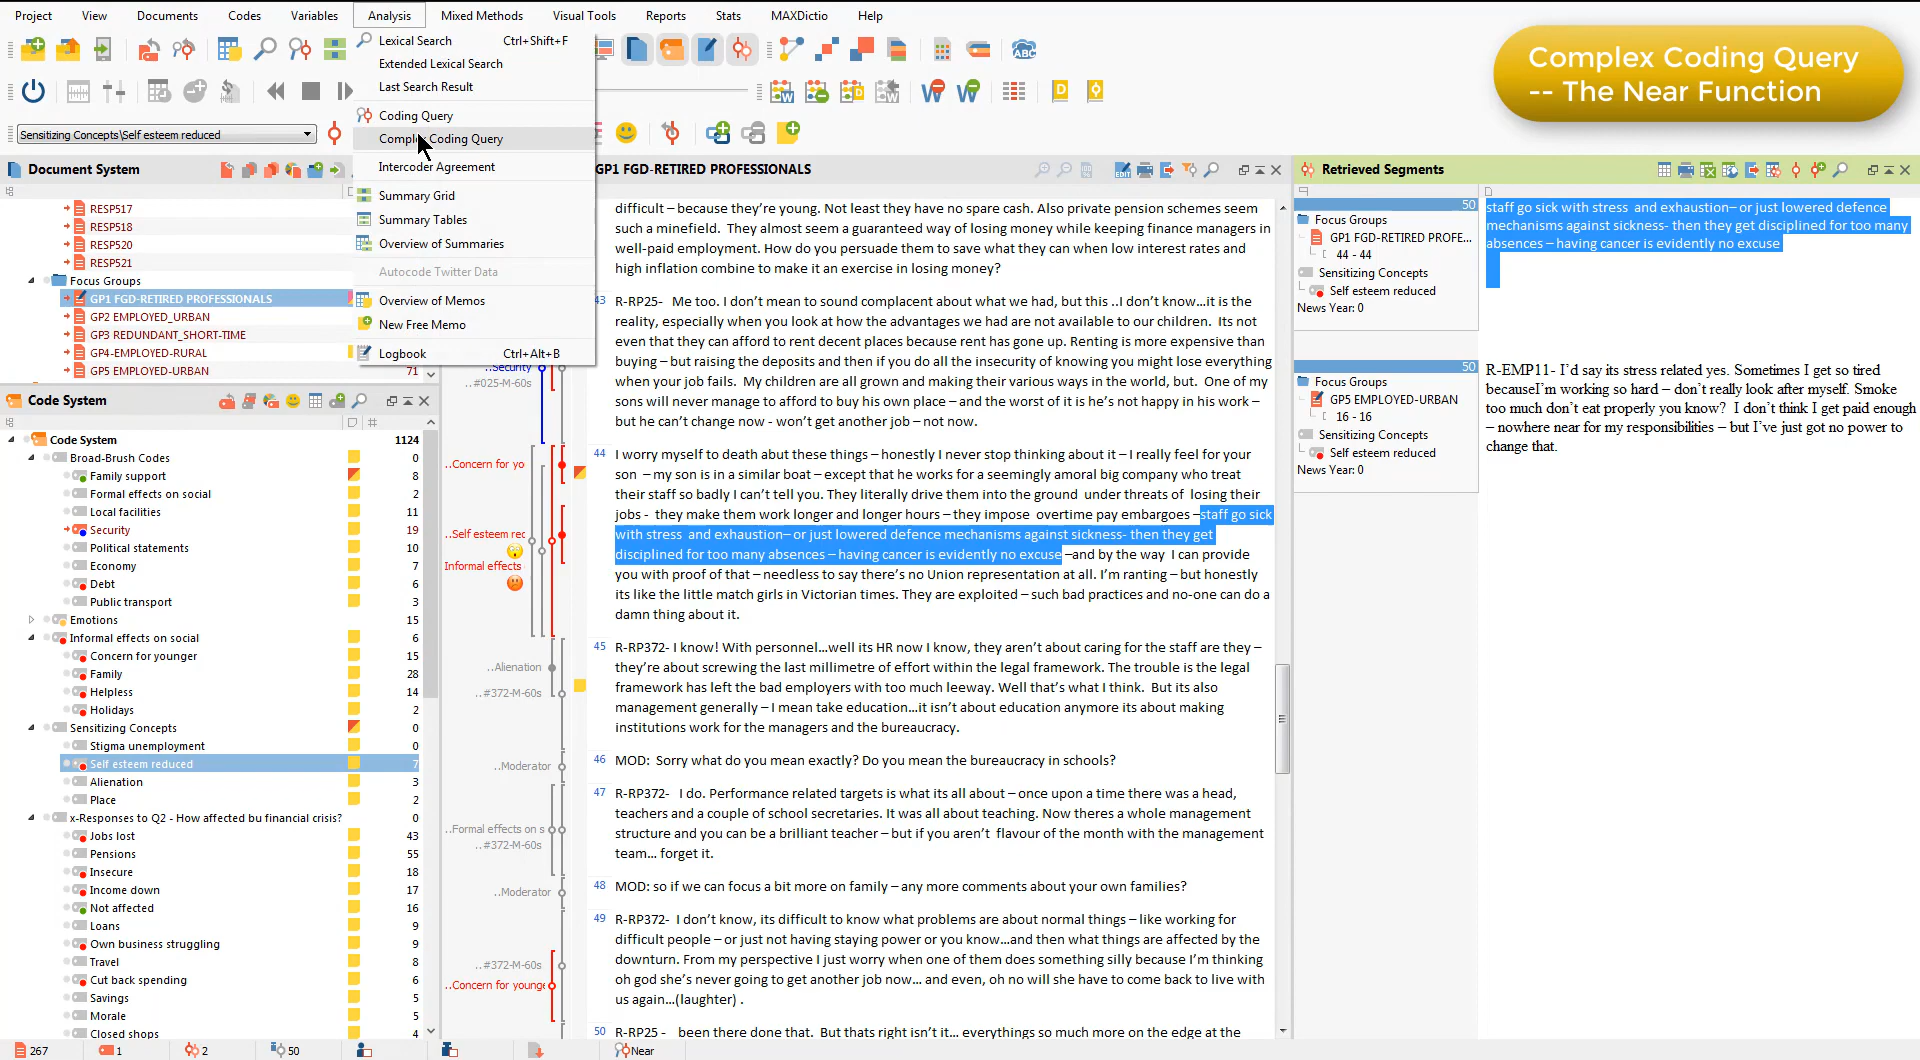 Project View Documents Codes Variables Analysis Mixed Methods Visual Tools Reports Stats MAXDictio Help
Complex Coding Query
-- The Near Function
Lexical Search Ctrl+Shift+F
Extended Lexical Search
Last Search Result
Coding Query
Complex Coding Query
Intercoder Agreement
Summary Grid
Summary Tables
Overview of Summaries
Autocode Twitter Data
Overview of Memos
New Free Memo
Logbook Ctrl+Alt+B
Sensitizing Concepts\Self esteem reduced
Document System
RESP517
RESP518
RESP520
RESP521
Focus Groups
GP1 FGD-RETIRED PROFESSIONALS
GP2 EMPLOYED_URBAN
GP3 REDUNDANT_SHORT-TIME
GP4-EMPLOYED-RURAL
GP5 EMPLOYED-URBAN 71
Code System
Code System 1124
Broad-Brush Codes 0
Family support 8
Formal effects on social 2
Local facilities 11
Security 19
Political statements 10
Economy 7
Debt 6
Public transport 3
Emotions 15
Informal effects on social 6
Concern for younger 15
Family 28
Helpless 14
Holidays 2
Sensitizing Concepts 0
Stigma unemployment 0
Self esteem reduced 7
Alienation 3
Place 2
x-Responses to Q2 - How affected bu financial crisis? 0
Jobs lost 43
Pensions 55
Insecure 18
Income down 17
Not affected 16
Loans 9
Own business struggling 9
Travel 8
Cut back spending 6
Savings 5
Morale 5
Closed shops 4
..Security
..#025-M-60s
..Concern for yo
..Self esteem rec
Informal effects
..Alienation
..#372-M-60s
..Moderator
..Formal effects on s
..#372-M-60s
..Moderator
..#372-M-60s
..Concern for younge
GP1 FGD-RETIRED PROFESSIONALS
difficult – because they’re young. Not least they have no spare cash. Also private pension schemes seem
such a minefield. They almost seem a guaranteed way of losing money while keeping finance managers in
well-paid employment. How do you persuade them to save what they can when low interest rates and
high inflation combine to make it an exercise in losing money?
43 R-RP25- Me too. I don’t mean to sound complacent about what we had, but this ..I don’t know…it is the
reality, especially when you look at how the advantages we had are not available to our children. Its not
even that they can afford to rent decent places because rent has gone up. Renting is more expensive than
buying – but raising the deposits and then if you do all the insecurity of knowing you might lose everything
when your job fails. My children are all grown and making their various ways in the world, but. One of my
sons will never manage to afford to buy his own place – and the worst of it is he’s not happy in his work –
but he can’t change now - won’t get another job – not now.
44 I worry myself to death abut these things – honestly I never stop thinking about it – I really feel for your
son – my son is in a similar boat – except that he works for a seemingly amoral big company who treat
their staff so badly I can’t tell you. They literally drive them into the ground under threats of losing their
jobs - they make them work longer and longer hours – they impose overtime pay embargoes –staff go sick
with stress and exhaustion– or just lowered defence mechanisms against sickness- then they get
disciplined for too many absences – having cancer is evidently no excuse –and by the way I can provide
you with proof of that – needless to say there’s no Union representation at all. I’m ranting – but honestly
its like the little match girls in Victorian times. They are exploited – such bad practices and no-one can do a
damn thing about it.
45 R-RP372- I know! With personnel…well its HR now I know, they aren’t about caring for the staff are they –
they’re about screwing the last millimetre of effort within the legal framework. The trouble is the legal
framework has left the bad employers with too much leeway. Well that’s what I think. But its also
management generally – I mean take education…it isn’t about education anymore its about making
institutions work for the managers and the bureaucracy.
46 MOD: Sorry what do you mean exactly? Do you mean the bureaucracy in schools?
47 R-RP372- I do. Performance related targets is what its all about – once upon a time there was a head,
teachers and a couple of school secretaries. It was all about teaching. Now theres a whole management
structure and you can be a brilliant teacher – but if you aren’t flavour of the month with the management
team… forget it.
48 MOD: so if we can focus a bit more on family – any more comments about your own families?
49 R-RP372- I don’t know, its difficult to know what problems are about normal things – like working for
difficult people – or just not having staying power or you know…and then what things are affected by the
downturn. From my perspective I just worry when one of them does something silly because I’m thinking
oh god she’s never going to get another job now… and even, oh no will she have to come back to live with
us again…(laughter) .
50 R-RP25 - been there done that. But thats right isn’t it… everything so much more on the edge at the
Retrieved Segments
50
Focus Groups
GP1 FGD-RETIRED PROFE...
44 - 44
Sensitizing Concepts
Self esteem reduced
News Year: 0
staff go sick with stress and exhaustion– or just lowered defence
mechanisms against sickness- then they get disciplined for too many
absences – having cancer is evidently no excuse
50
Focus Groups
GP5 EMPLOYED-URBAN
16 - 16
Sensitizing Concepts
Self esteem reduced
News Year: 0
R-EMP11- I’d say its stress related yes. Sometimes I get so tired
becauseI’m working so hard – don’t really look after myself. Smoke
too much don’t eat properly you know? I don’t think I get paid enough
– nowhere near for my responsibilities – but I’ve just got no power to
change that.
267 1 2 50 Near